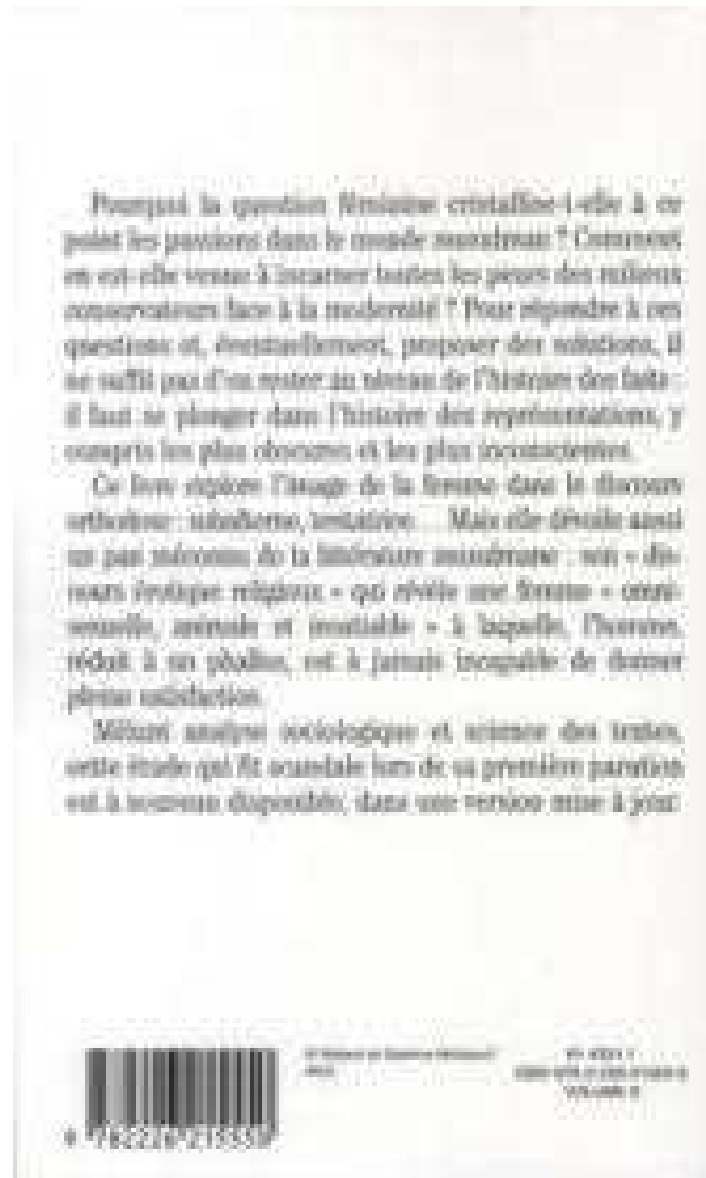 Pourquoi la question féminine cristallise-t-elle à ce
point les passions dans le monde musulman ? Comment
en est-elle venue à incarner toutes les peurs des milieux
conservateurs face à la modernité ? Pour répondre à ces
questions et, éventuellement, proposer des solutions, il
ne suffit pas d'en rester au niveau de l'histoire des faits :
il faut se plonger dans l'histoire des représentations, y
compris les plus obscures et les plus inconscientes.
Ce livre explore l'image de la femme dans le discours
orthodoxe : subalterne, tentatrice... Mais elle dévoile aussi
un pan méconnu de la littérature musulmane : son « dis-
cours érotique religieux » qui révèle une femme « omni-
sexuelle, animale et insatiable » à laquelle, l'homme,
réduit à un phallus, est à jamais incapable de donner
pleine satisfaction.
Mêlant analyse sociologique et science des textes,
cette étude qui fit scandale lors de sa première parution
est à nouveau disponible, dans une version mise à jour.
9 782226 215550